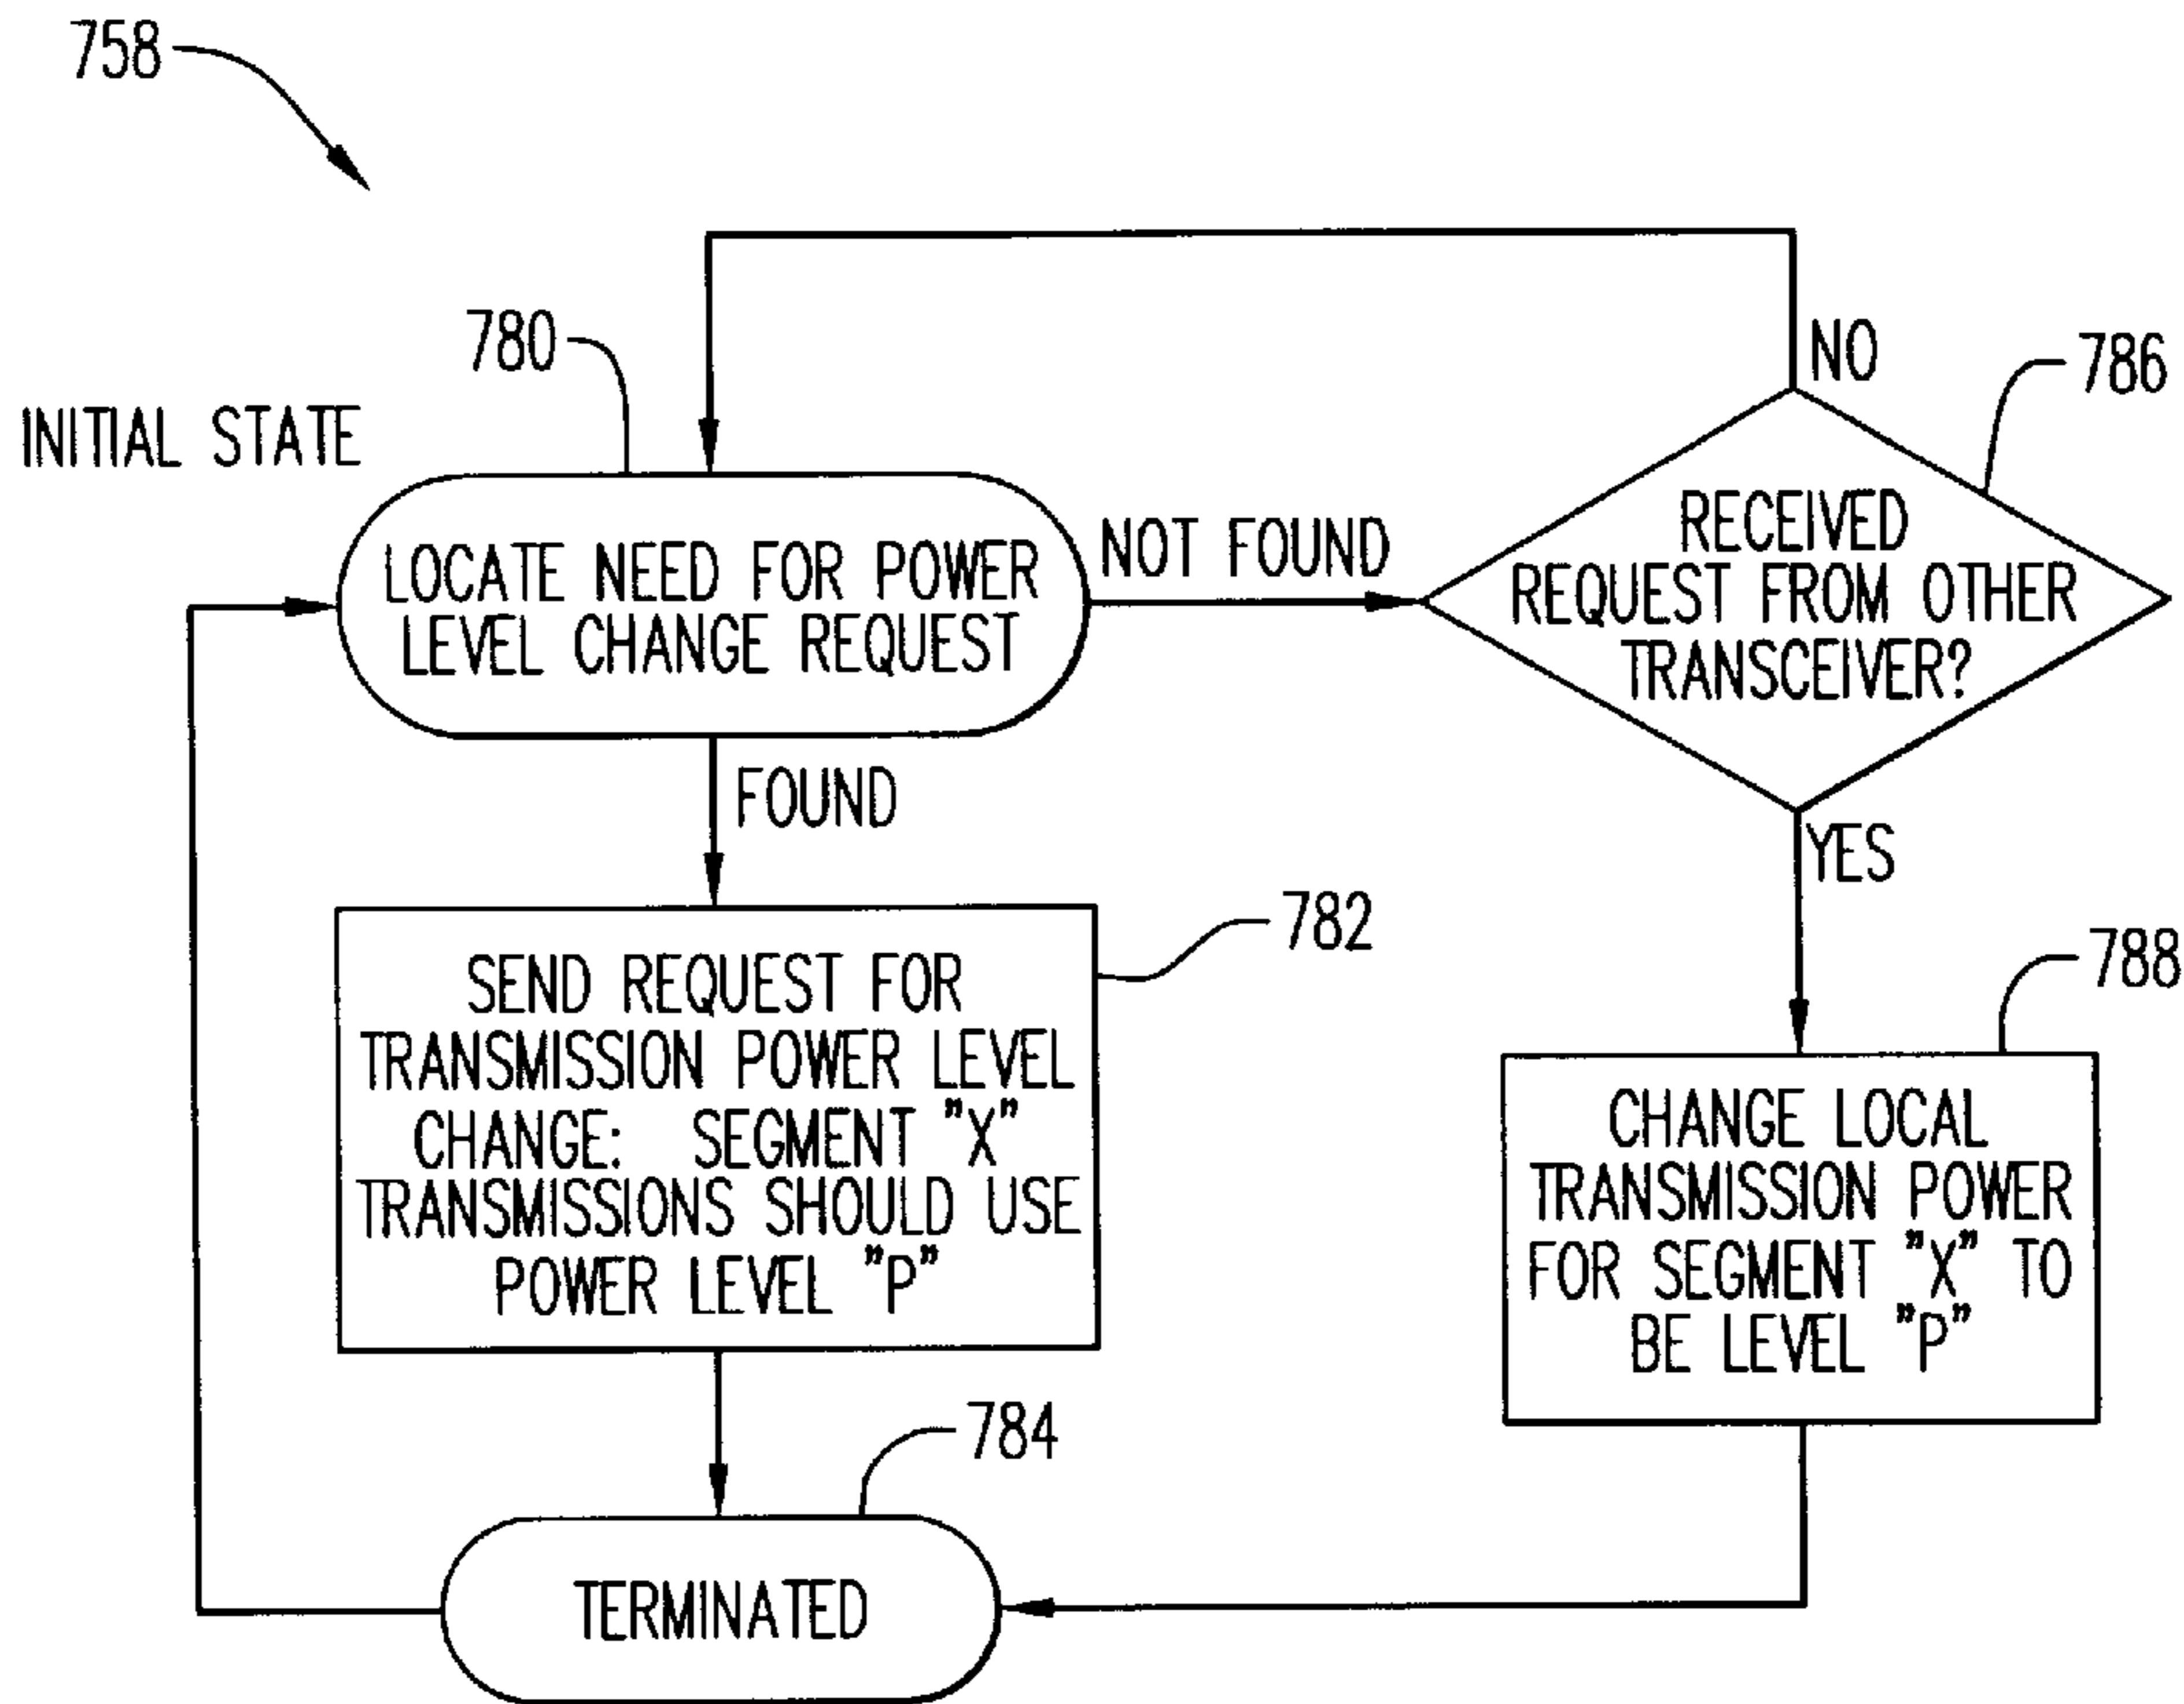 758
780
NO
786
INITIAL STATE
LOCATE NEED FOR POWER
LEVEL CHANGE REQUEST
NOT FOUND
RECEIVED
REQUEST FROM OTHER
TRANSCEIVER?
FOUND
YES
782
SEND REQUEST FOR
TRANSMISSION POWER LEVEL
CHANGE: SEGMENT "X"
TRANSMISSIONS SHOULD USE
POWER LEVEL "P"
788
CHANGE LOCAL
TRANSMISSION POWER
FOR SEGMENT "X" TO
BE LEVEL "P"
784
TERMINATED